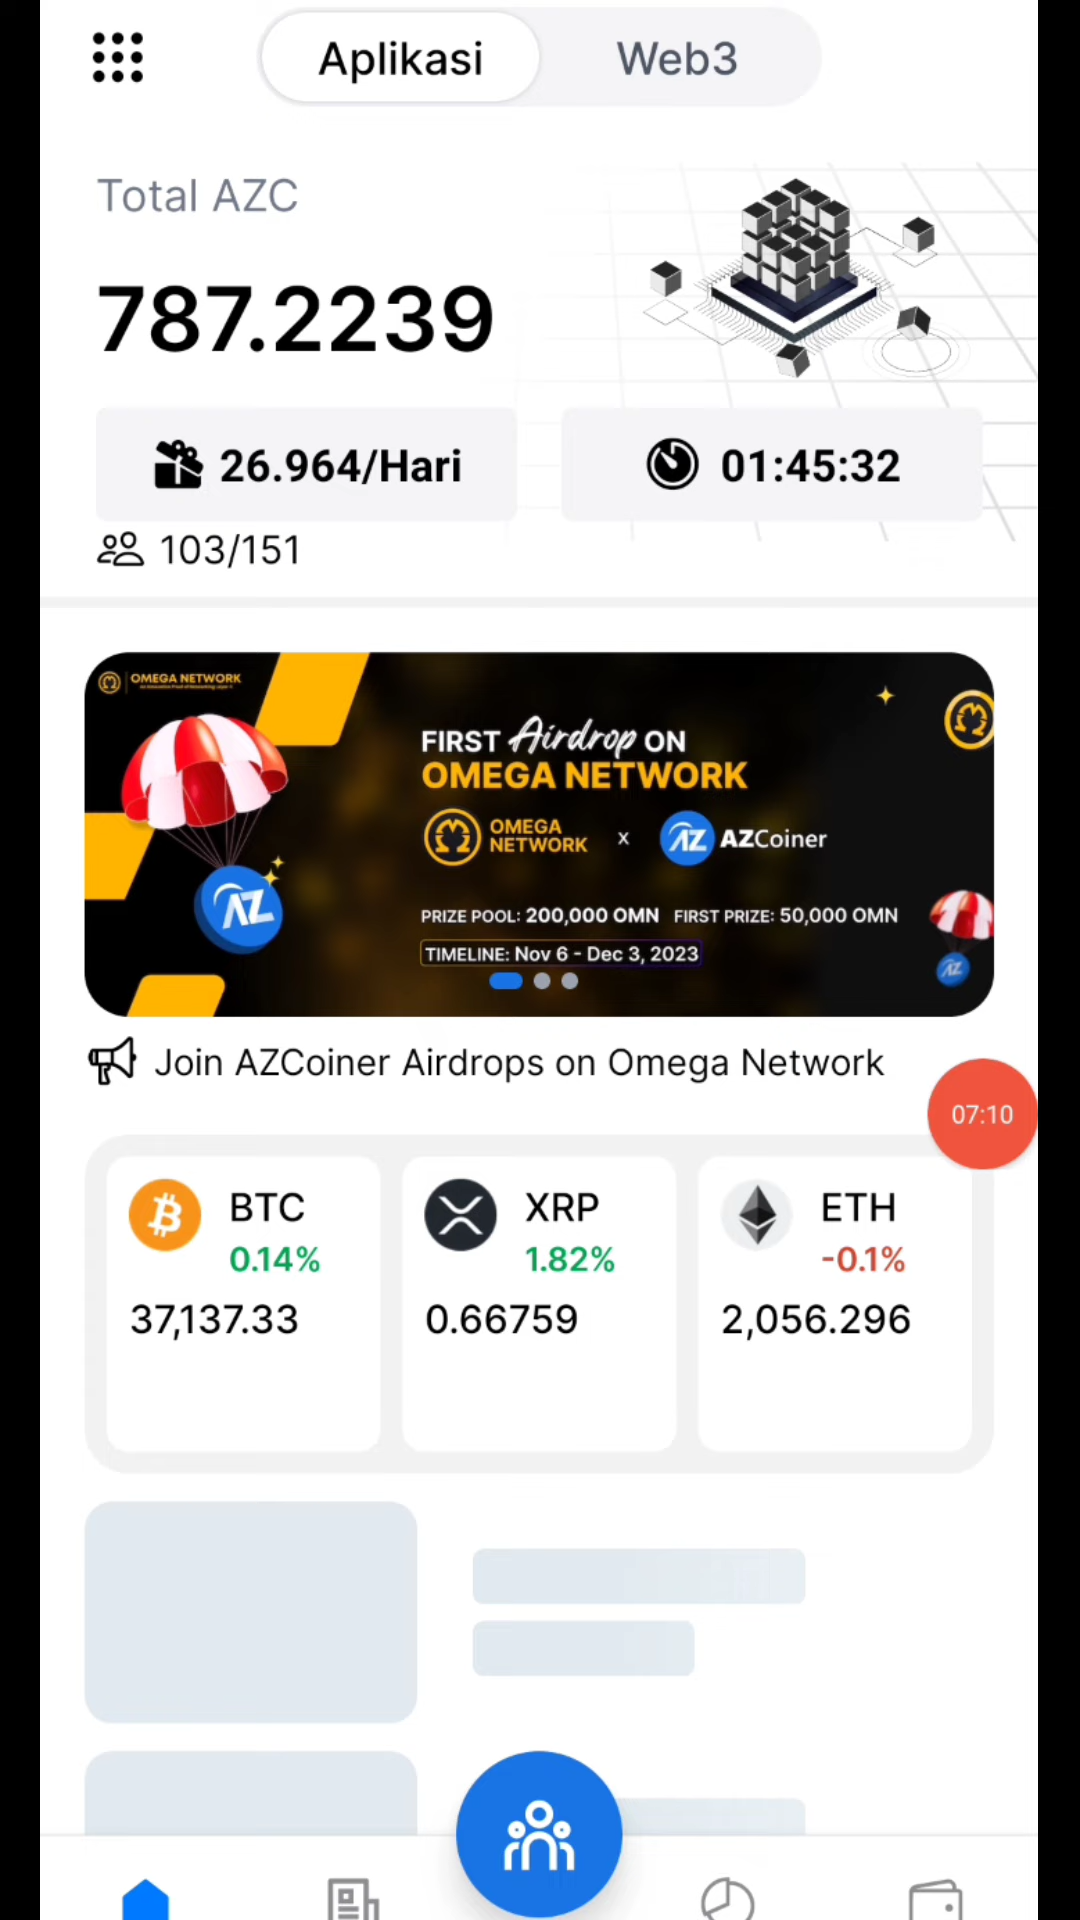 Aplikasi
Web3
Total AZC
787.2239
26.964/Hari
01:45:32
103/151
OMEGA NETWORK
FIRST Airdrop ON
OMEGA NETWORK
OMEGA
NETWORK
x
AZ
AZCoiner
PRIZE POOL: 200,000 OMN FIRST PRIZE: 50,000 OMN
TIMELINE: Nov 6 - Dec 3, 2023
AZ
AZ
Join AZCoiner Airdrops on Omega Network
07:10
BTC
0.14%
37,137.33
XRP
1.82%
0.66759
ETH
-0.1%
2,056.296